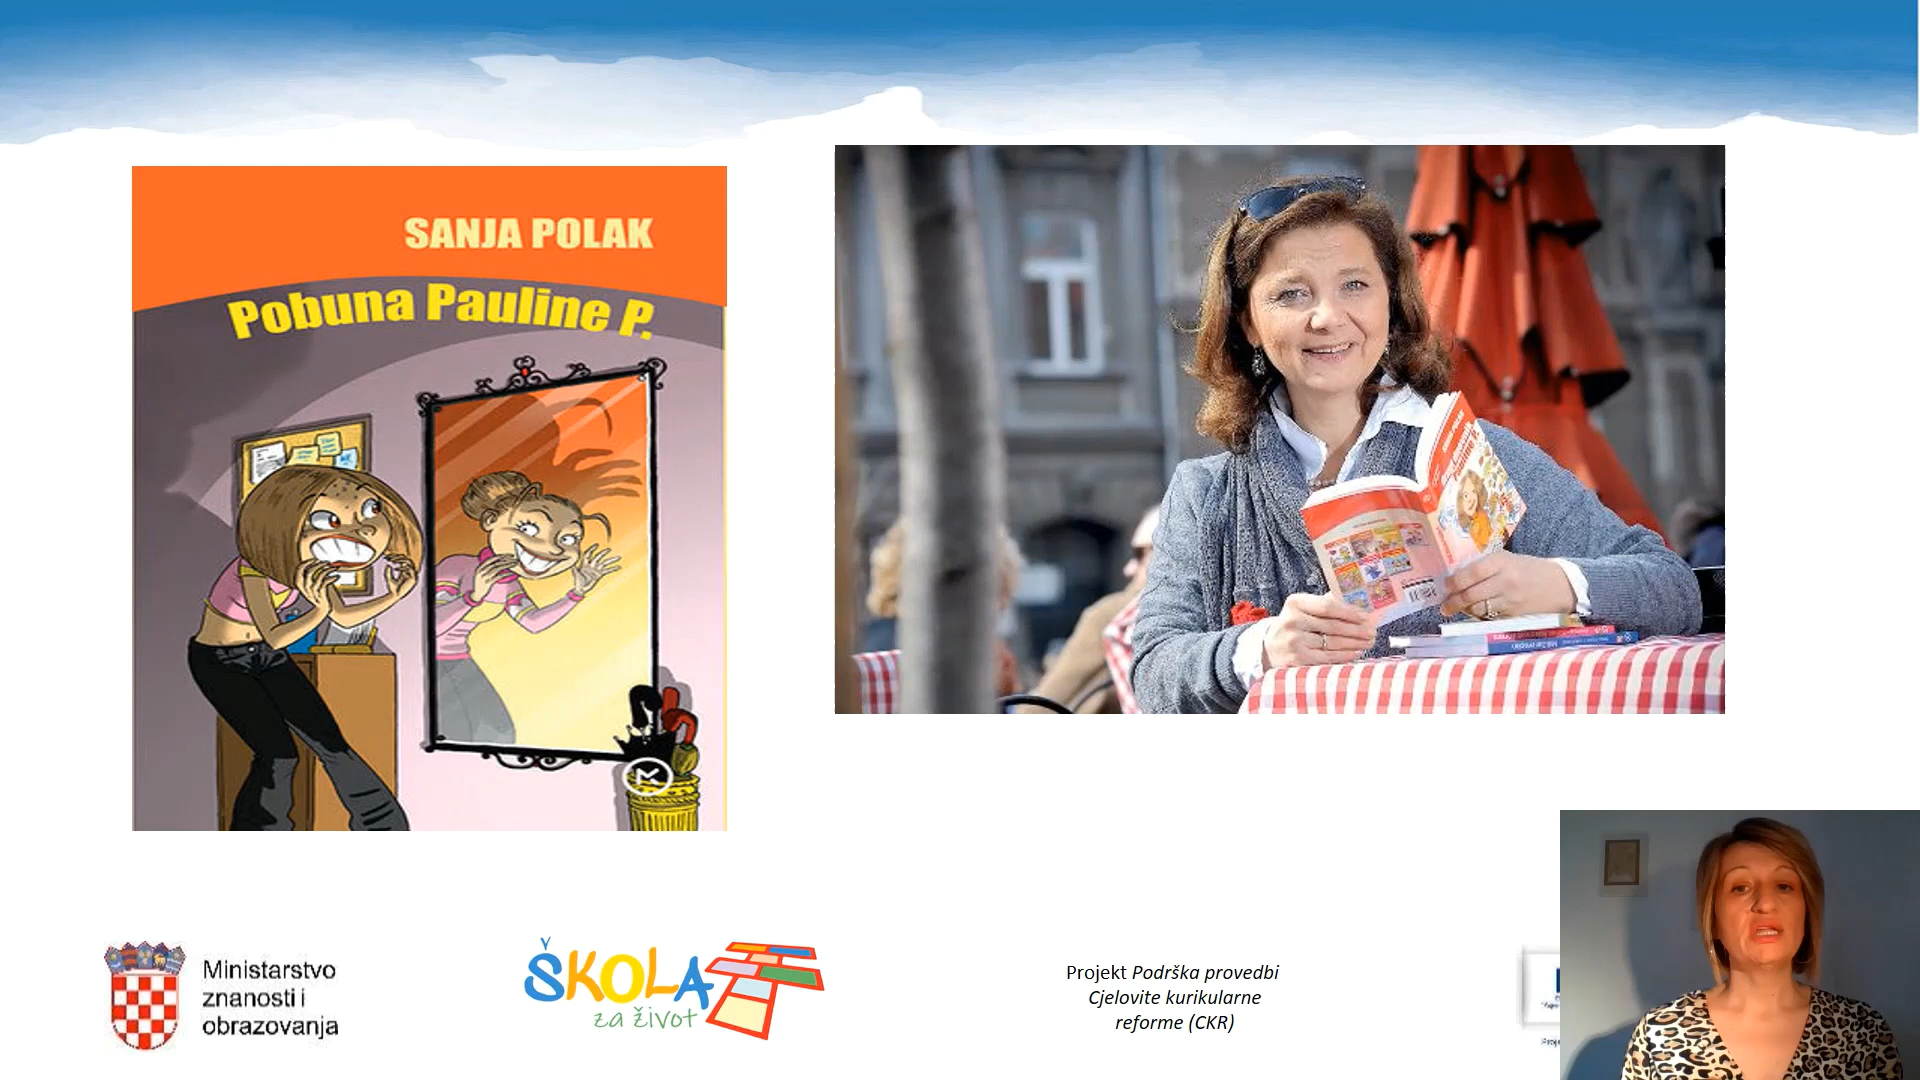 SANJA POLAK
Pobuna Pauline P.
Ministarstvo
znanosti i
obrazovanja
ŠKOLA
za život
Projekt Podrška provedbi
Cjelovite kurikularne
reforme (CKR)